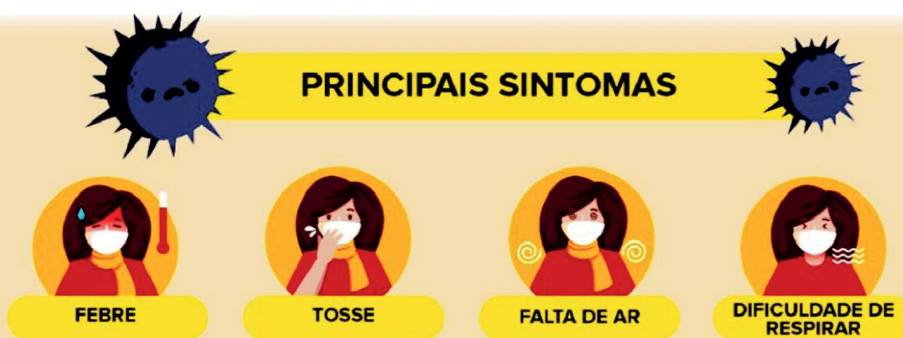 PRINCIPAIS SINTOMAS
FEBRE
TOSSE
FALTA DE AR
DIFICULDADE DE
RESPIRAR